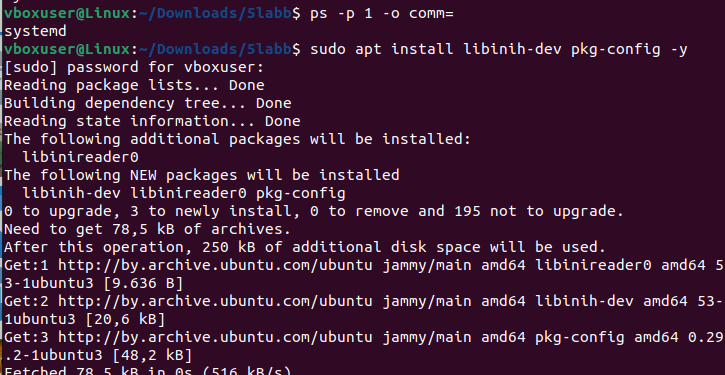 vboxuser@Linux:~/Downloads/5labb$ ps -p 1 -o comm=
systemd
vboxuser@Linux:~/Downloads/5labb$ sudo apt install libinih-dev pkg-config -y
[sudo] password for vboxuser:
Reading package lists... Done
Building dependency tree... Done
Reading state information... Done
The following additional packages will be installed:
  libinireader0
The following NEW packages will be installed
  libinih-dev libinireader0 pkg-config
0 to upgrade, 3 to newly install, 0 to remove and 195 not to upgrade.
Need to get 78,5 kB of archives.
After this operation, 250 kB of additional disk space will be used.
Get:1 http://by.archive.ubuntu.com/ubuntu jammy/main amd64 libinireader0 amd64 5
3-1ubuntu3 [9.636 B]
Get:2 http://by.archive.ubuntu.com/ubuntu jammy/main amd64 libinih-dev amd64 53-
1ubuntu3 [20,6 kB]
Get:3 http://by.archive.ubuntu.com/ubuntu jammy/main amd64 pkg-config amd64 0.29
.2-1ubuntu3 [48,2 kB]
Fetched 78,5 kB in 0s (516 kB/s)